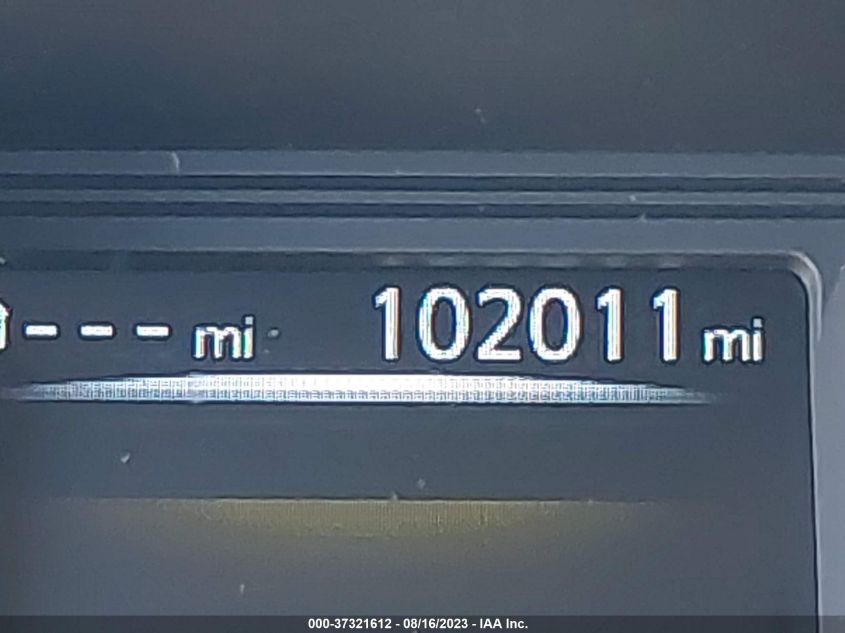 --- mi 102011 mi
000-37321612 - 08/16/2023 - IAA Inc.